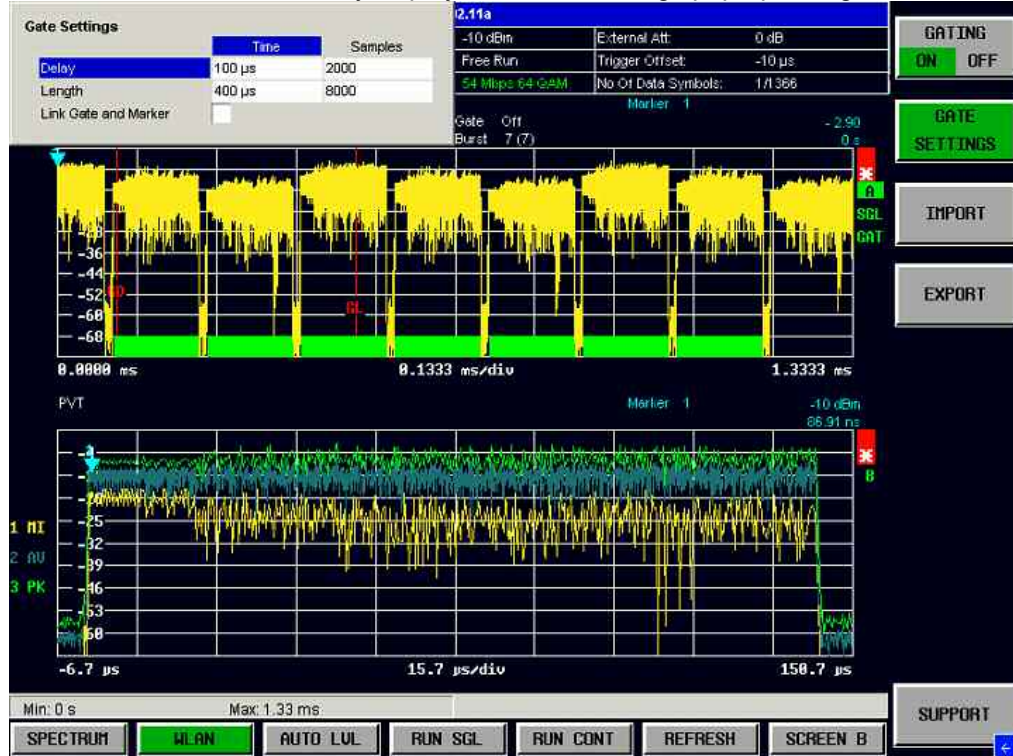 Gate Settings
Time Samples
Delay 100 µs 2000
Length 400 µs 8000
Link Gate and Marker
02.11a
-10 dBm External Att: 0 dB
Free Run Trigger Offset: -10 µs
54 Mbps 64 QAM No Of Data Symbols: 1/1366
Marker 1
Gate Off - 2.90
Burst 7 (7) 0 s
A
SGL
GAT
-36
-44
-52
GD
GL
-60
-68
0.0000 ms 0.1333 ms/div 1.3333 ms
PVT Marker 1 -10 dBm
86.91 ns
B
-25
1 MI
-32
2 AV
-39
3 PK
-46
-53
-60
-6.7 µs 15.7 µs/div 150.7 µs
Min: 0 s Max: 1.33 ms
SPECTRUM WLAN AUTO LVL RUN SGL RUN CONT REFRESH SCREEN B
GATING
ON OFF
GATE
SETTINGS
IMPORT
EXPORT
SUPPORT